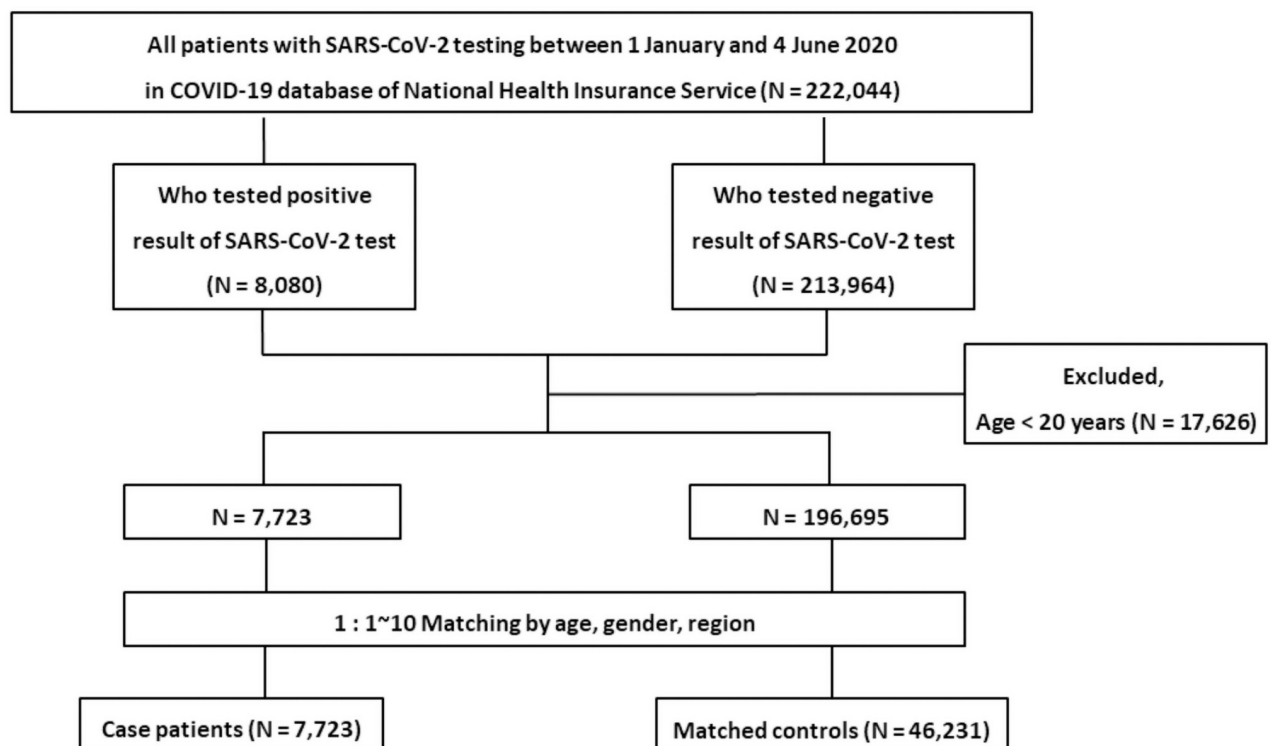 All patients with SARS-CoV-2 testing between 1 January and 4 June 2020
in COVID-19 database of National Health Insurance Service (N = 222,044)
Who tested positive
result of SARS-CoV-2 test
(N = 8,080)
Who tested negative
result of SARS-CoV-2 test
(N = 213,964)
Excluded,
Age < 20 years (N = 17,626)
N = 7,723
N = 196,695
1 : 1~10 Matching by age, gender, region
Case patients (N = 7,723)
Matched controls (N = 46,231)